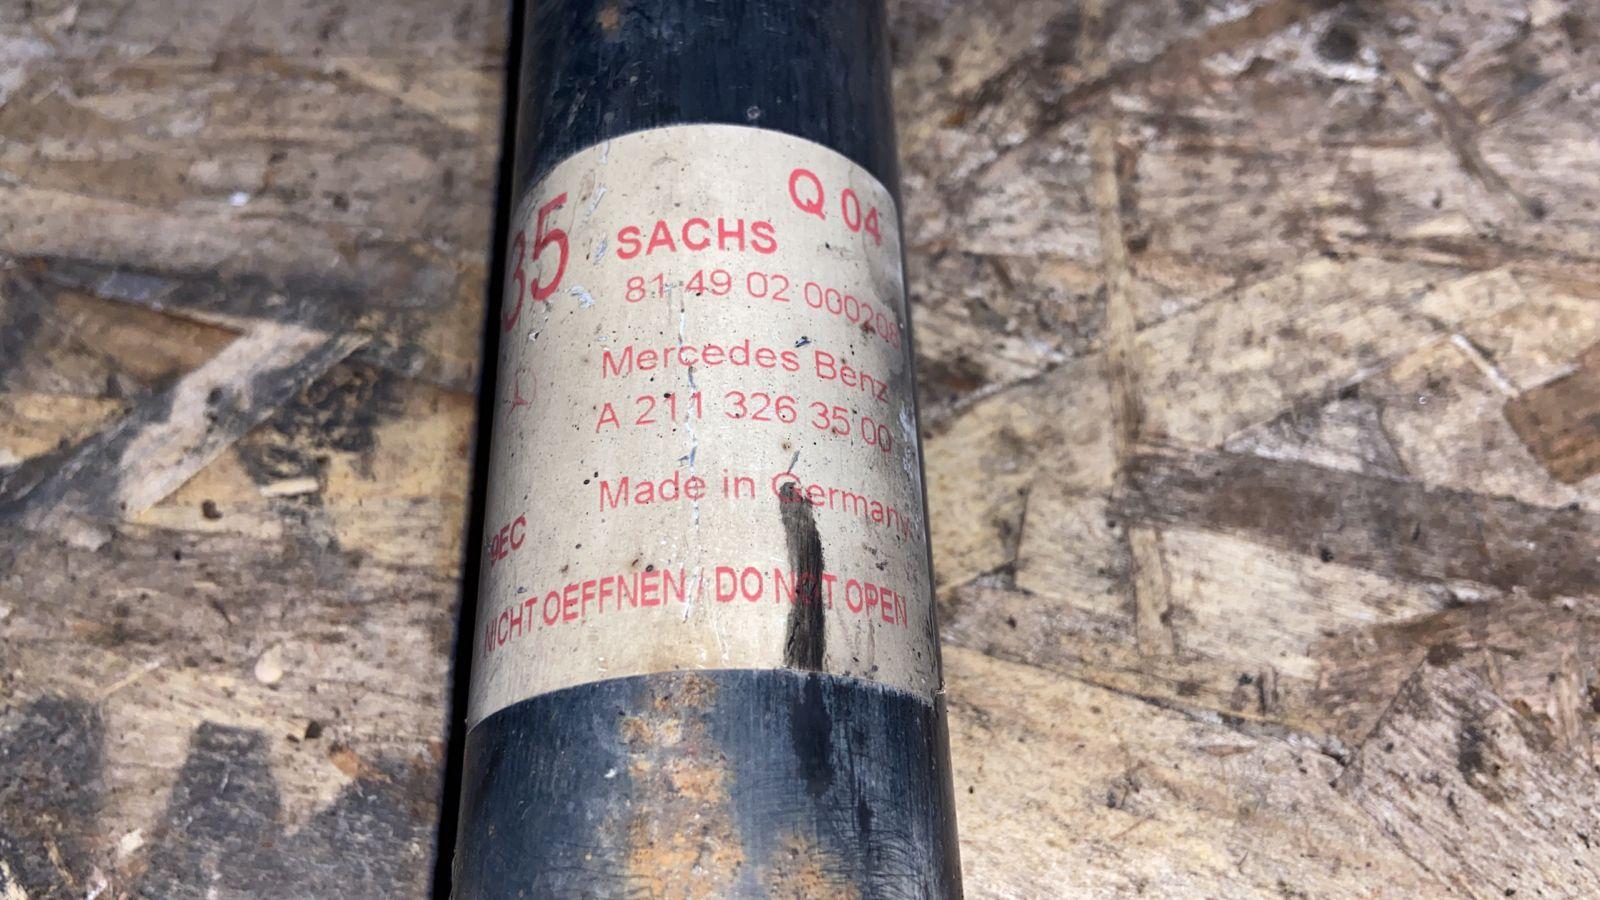 Q 04
35
SACHS
81 49 02 000208
Mercedes Benz
A 211 326 35 00
Made in Germany
NICHT OEFFNEN / DO NOT OPEN